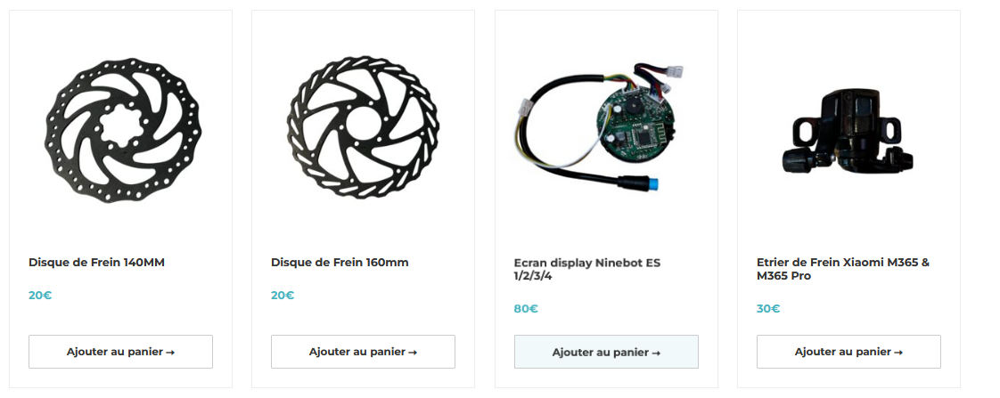 Disque de Frein 140MM
20€
Ajouter au panier →
Disque de Frein 160mm
20€
Ajouter au panier →
Ecran display Ninebot ES
1/2/3/4
80€
Ajouter au panier →
Etrier de Frein Xiaomi M365 &
M365 Pro
30€
Ajouter au panier →